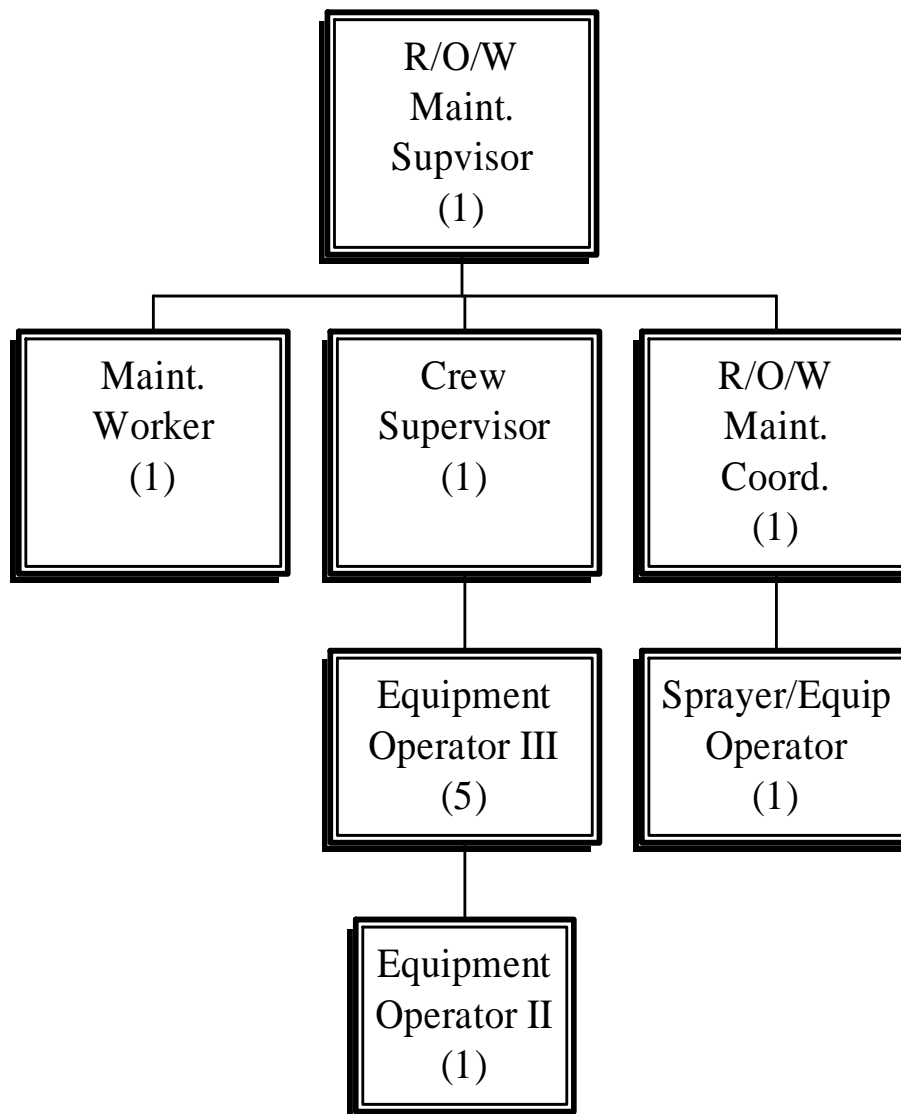 R/O/W
Maint.
Supvisor
(1)
Maint.
Worker
(1)
Crew
Supervisor
(1)
R/O/W
Maint.
Coord.
(1)
Equipment
Operator III
(5)
Sprayer/Equip
Operator
(1)
Equipment
Operator II
(1)